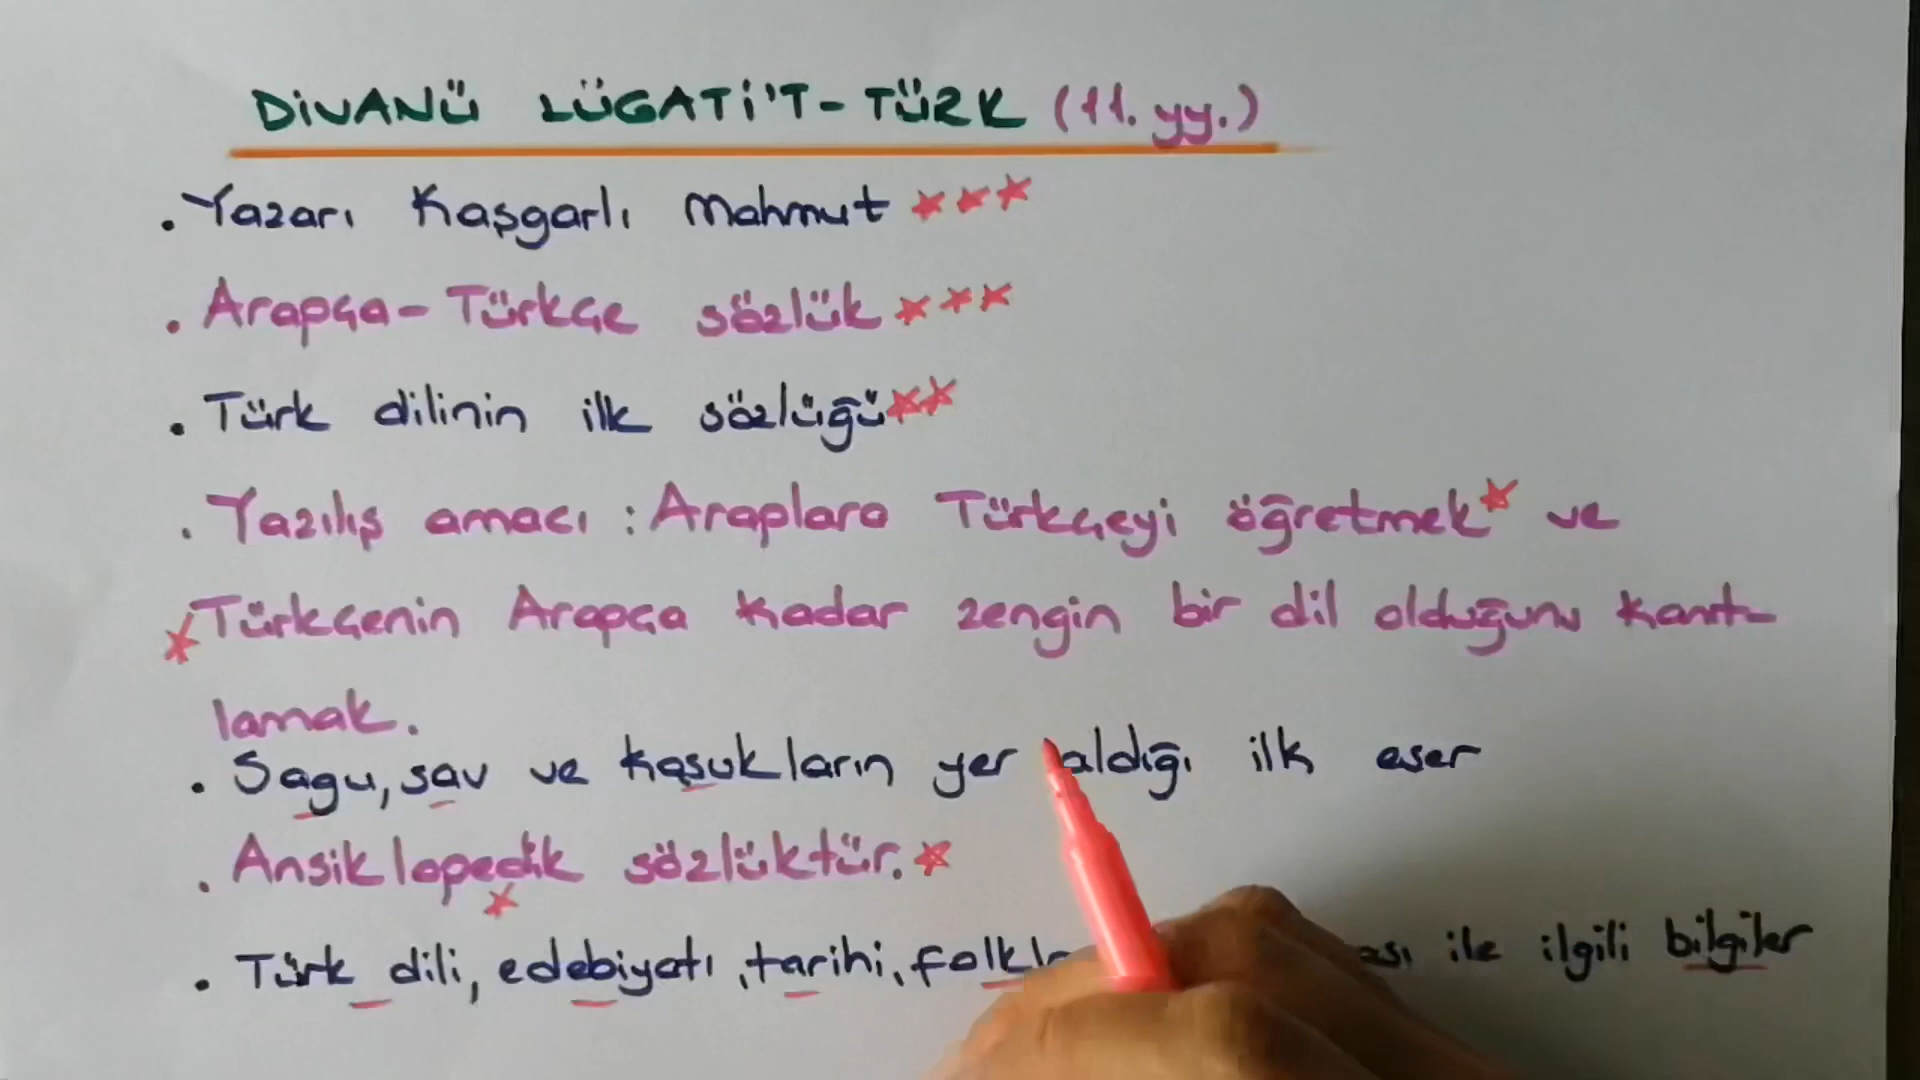 DİVANÜ LÜGATİ'T-TÜRK (11. yy.)
. Yazarı Kaşgarlı Mahmut
. Arapça-Türkçe sözlük
. Türk dilinin ilk sözlüğü
. Yazılış amacı : Araplara Türkçeyi öğretmek ve
Türkçenin Arapça kadar zengin bir dil olduğunu kanıt-
lamak.
. Sagu, sav ve koşukların yer aldığı ilk eser
. Ansiklopedik sözlüktür.
. Türk dili, edebiyatı, tarihi, ile ilgili bilgiler